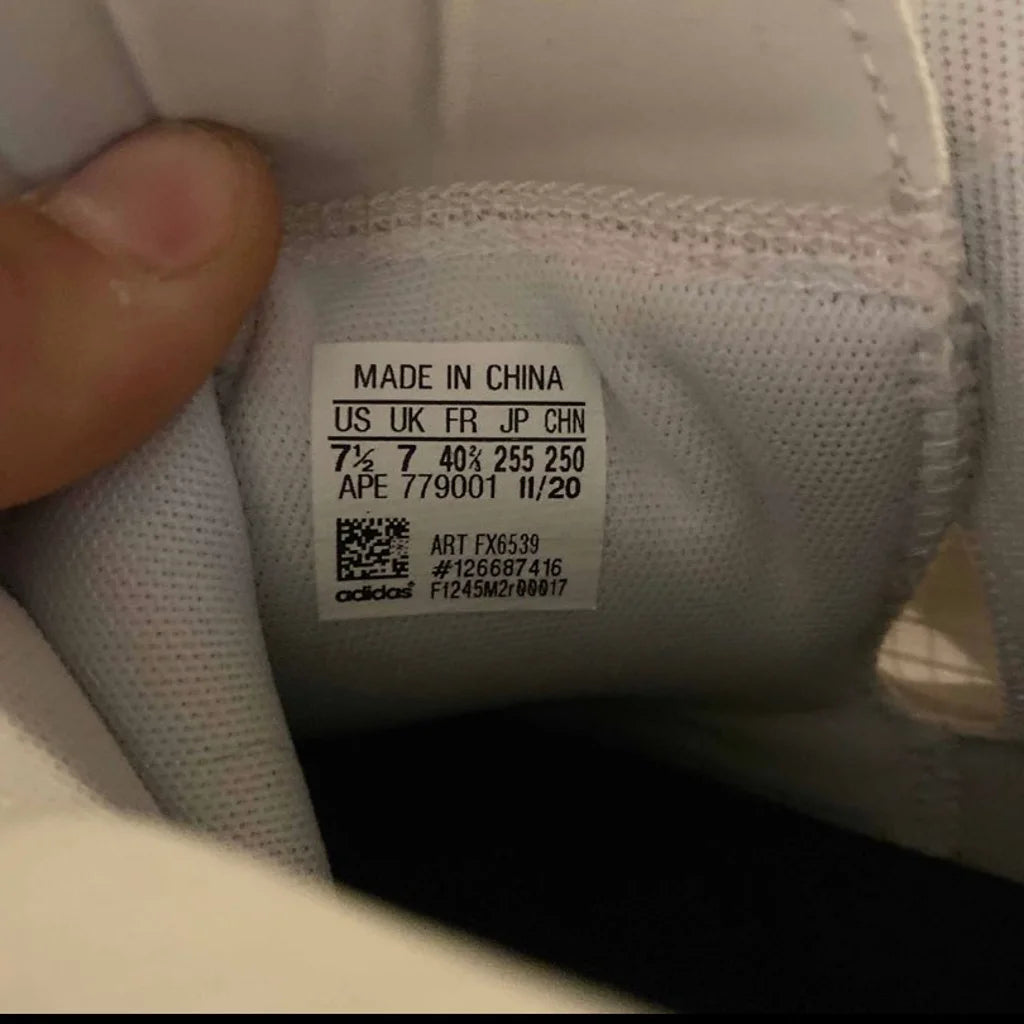 MADE IN CHINA
US UK FR JP CHN
7½ 7 40⅔ 255 250
APE 779001 11/20
ART FX6539
#126687416
adidas F1245M2r00017